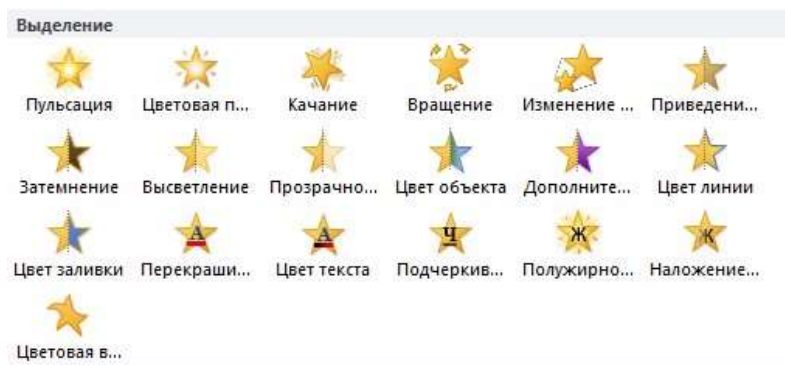 Выделение
Пульсация Цветовая п... Качание Вращение Изменение ... Приведени...
Затемнение Высветление Прозрачно... Цвет объекта Дополните... Цвет линии
Цвет заливки Перекраши... Цвет текста Подчеркив... Полужирно... Наложение...
Цветовая в...